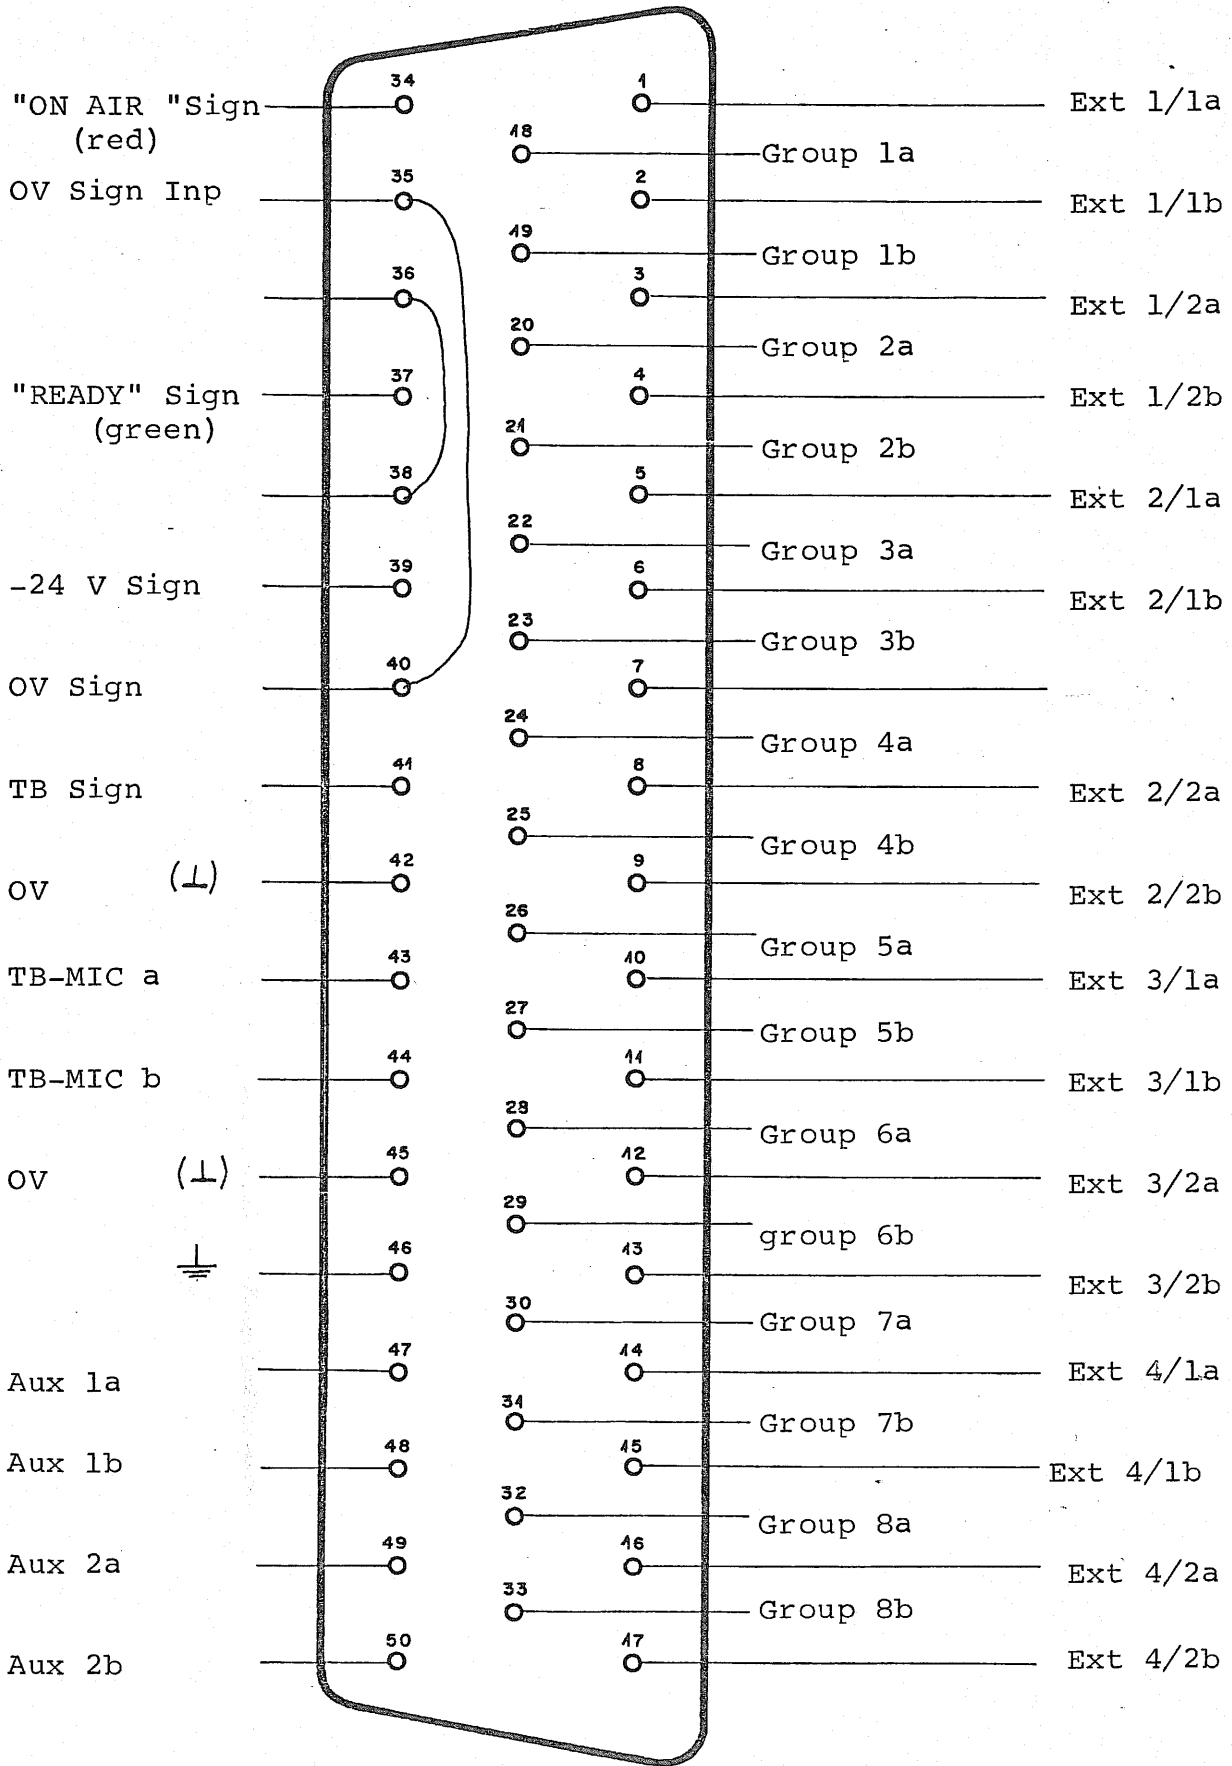 34
1
"ON AIR "Sign
(red)
Ext 1/1a
18
Group 1a
35
2
OV Sign Inp
Ext 1/1b
19
Group 1b
36
3
Ext 1/2a
20
Group 2a
37
4
"READY" Sign
(green)
Ext 1/2b
21
Group 2b
38
5
Ext 2/1a
22
Group 3a
39
6
-24 V Sign
Ext 2/1b
23
Group 3b
40
7
OV Sign
24
Group 4a
41
8
TB Sign
Ext 2/2a
25
Group 4b
42
9
OV (⊥)
Ext 2/2b
26
Group 5a
43
10
TB-MIC a
Ext 3/1a
27
Group 5b
44
11
TB-MIC b
Ext 3/1b
28
Group 6a
45
12
OV (⊥)
Ext 3/2a
29
group 6b
46
13
Ext 3/2b
30
Group 7a
47
14
Aux 1a
Ext 4/1a
31
Group 7b
48
15
Aux 1b
Ext 4/1b
32
Group 8a
49
16
Aux 2a
Ext 4/2a
33
Group 8b
50
17
Aux 2b
Ext 4/2b